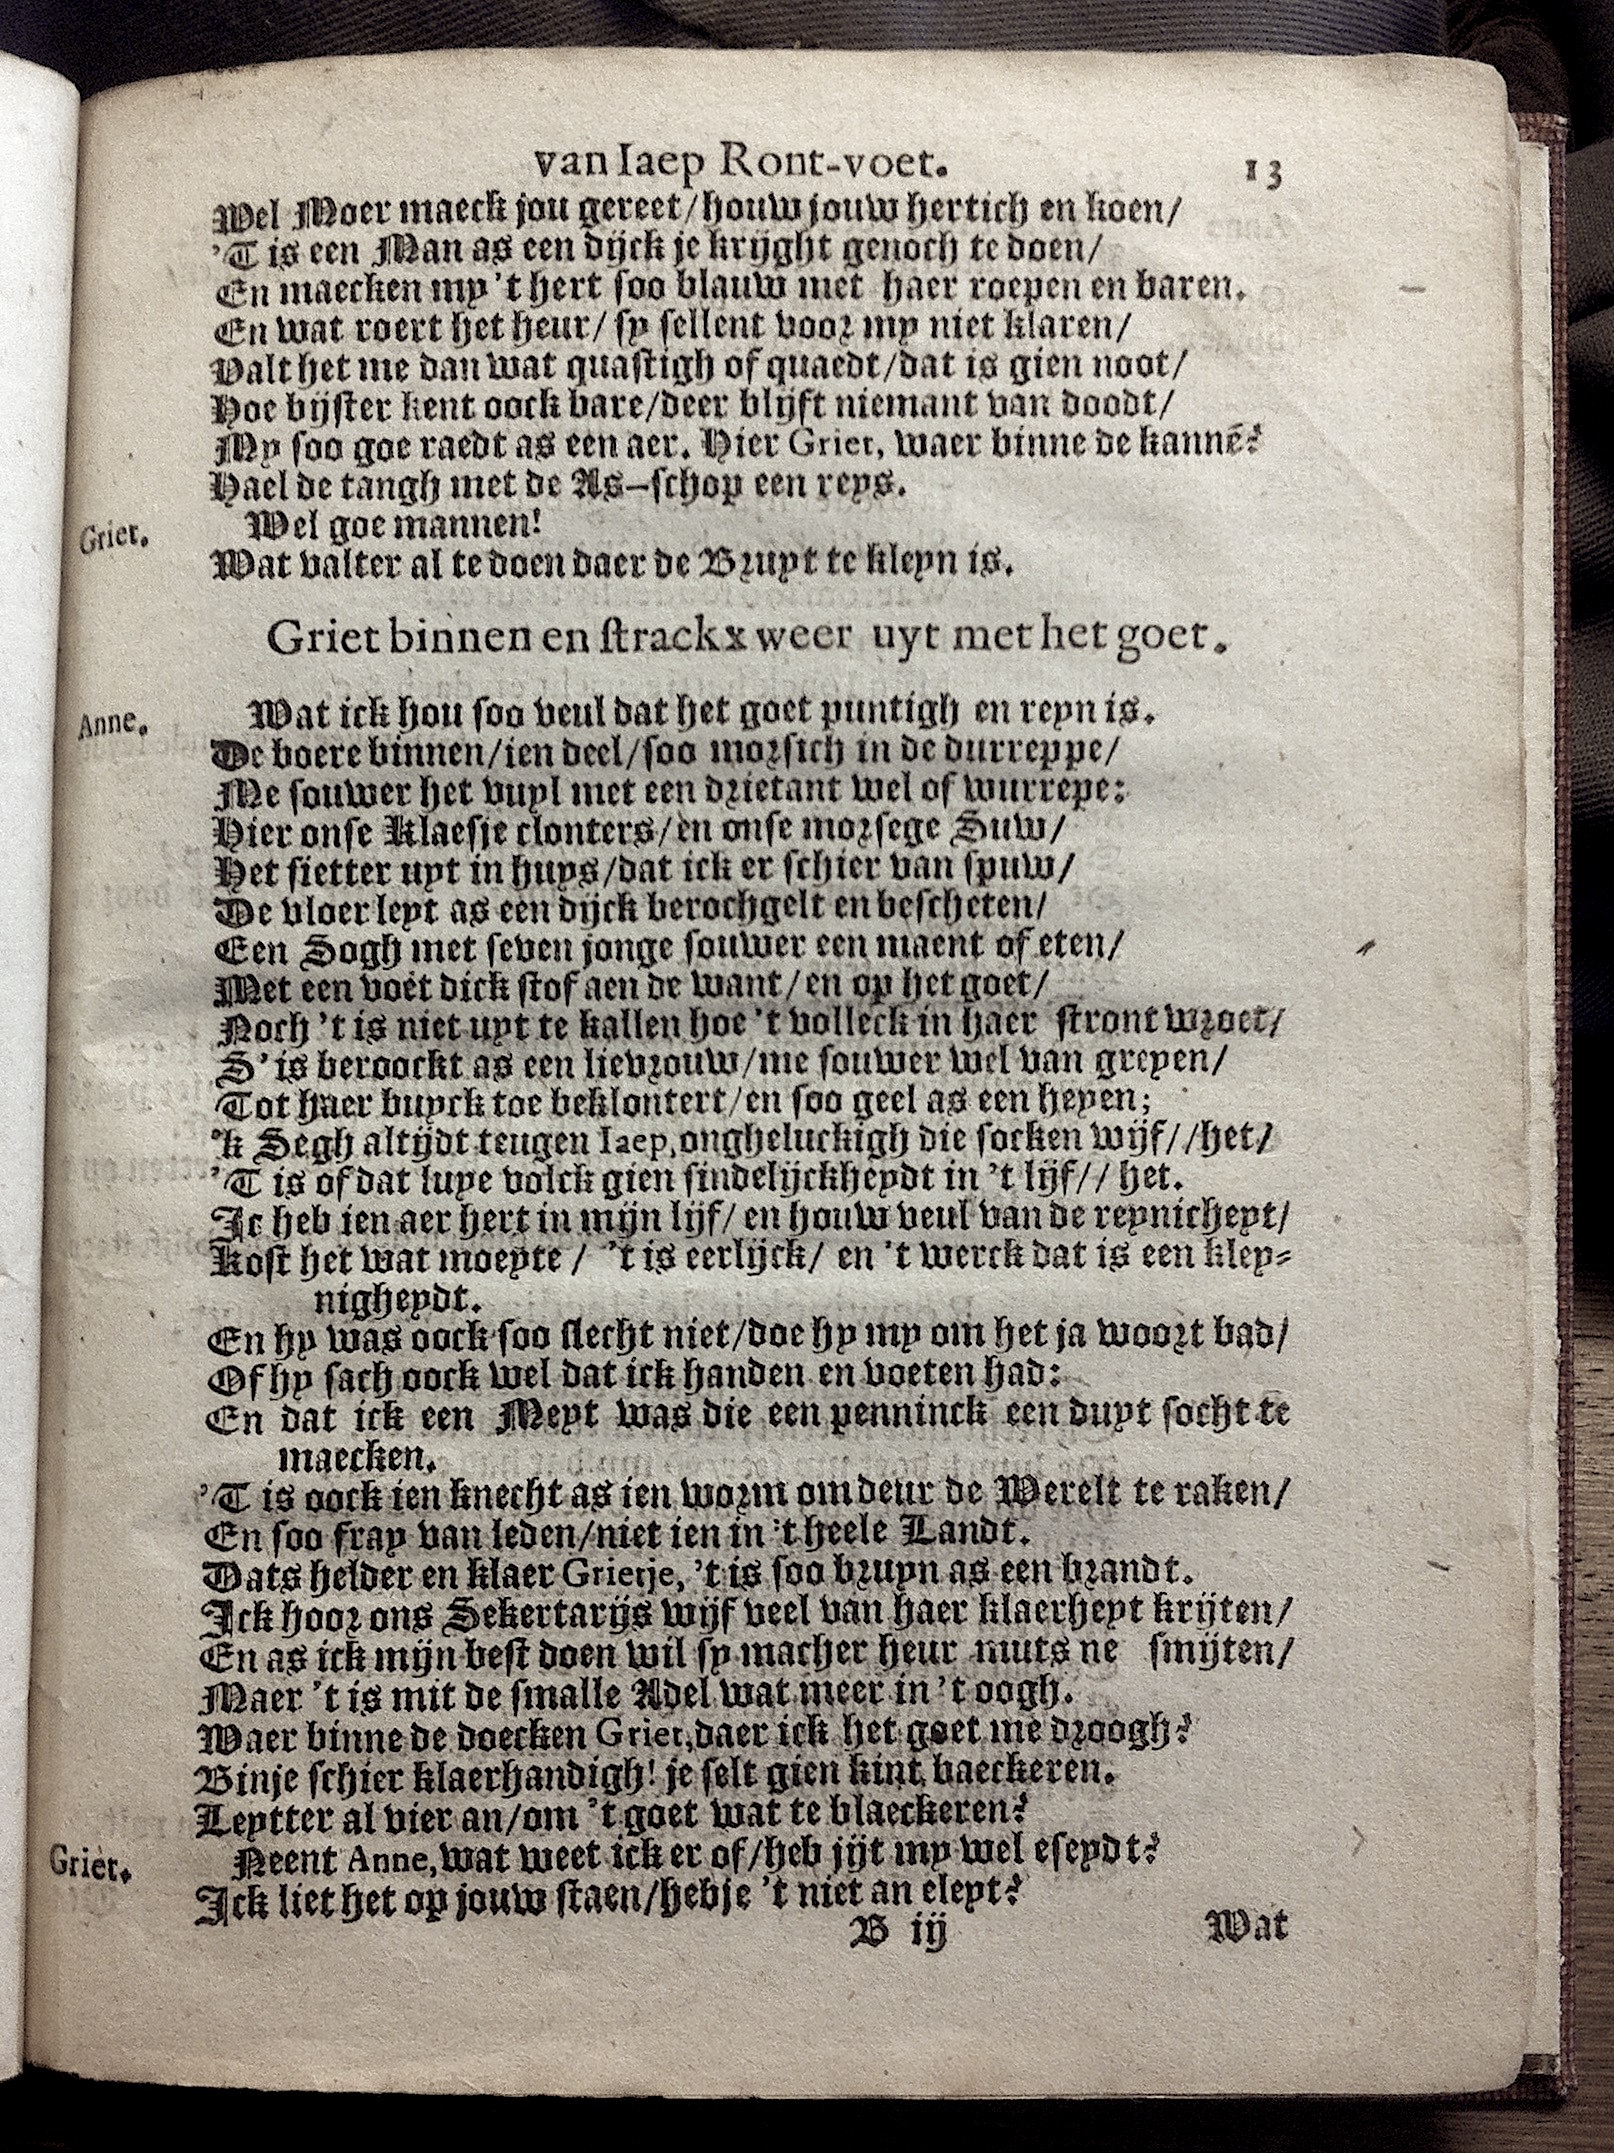 van Iaep Ront-voet. 13
Wel Moer maeck jou gereet/houw jouw hertich en koen/
'T is een Man as een dijck je krijght genoch te doen/
En maecken my 't hert soo blauw met haer roepen en baren.
En wat roert het heur/ sy sellent voor my niet klaren/
Valt het me dan wat quastigh of quaedt/dat is gien noot/
Hoe bijster kent oock bare/deer blijft niemant van doodt/
My soo goe raedt as een aer. Hier Griet, waer binne de kannē?
Hael de tangh met de As-schop een reys.
Griet. Wel goe mannen!
Wat valter al te doen daer de Bruyt te kleyn is.
Griet binnen en strackx weer uyt met het goet.
Anne. Wat ick hou soo veul dat het goet puntigh en reyn is.
De boere binnen/ien deel/soo morsich in de durreppe/
Me souwer het vuyl met een drietant wel of wurrepe:
Hier onse Klaesje clonters/en onse morsege Suw/
Het sietter uyt in huys/dat ick er schier van spuw/
De vloer leyt as een dijck berochgelt en bescheten/
Een Sogh met seven jonge souwer een maent of eten/
Met een voet dick stof aen de want/en op het goet/
Noch 't is niet uyt te kallen hoe 't volleck in haer stront wroet/
S' is beroockt as een lievrouw/me souwer wel van greyen/
Tot haer buyck toe beklontert/en soo geel as een heyen;
'k Segh altijdt teugen Iaep, ongheluckigh die socken wijf//het/
'T is of dat luye volck gien sindelijckheydt in 't lijf// het.
Ic heb ien aer hert in mijn lijf/ en houw veul van de reynicheyt/
Kost het wat moeyte / 't is eerlijck/ en 't werck dat is een kley-
nigheydt.
En hy was oock soo slecht niet/doe hy my om het ja woort bad/
Of hy sach oock wel dat ick handen en voeten had:
En dat ick een Meyt was die een penninck een duyt socht te
maecken.
'T is oock ien knecht as ien worm om deur de Werelt te raken/
En soo fray van leden/niet ien in 't heele Landt.
Dats helder en klaer Grietje, 't is soo bruyn as een brandt.
Ick hoor ons Sekertarijs wijf veel van haer klaerheyt krijten/
En as ick mijn best doen wil sy macher heur muts ne smijten/
Maer 't is mit de smalle Adel wat meer in 't oogh.
Waer binne de doecken Griet, daer ick het goet me droogh?
Binje schier klaerhandigh! je selt gien kint baeckeren.
Leytter al vier an/om 't goet wat te blaeckeren?
Griet. Neent Anne, wat weet ick er of/heb jijt my wel eseydt?
Ick liet het op jouw staen/hebje 't niet an eleyt?
B iij Wat